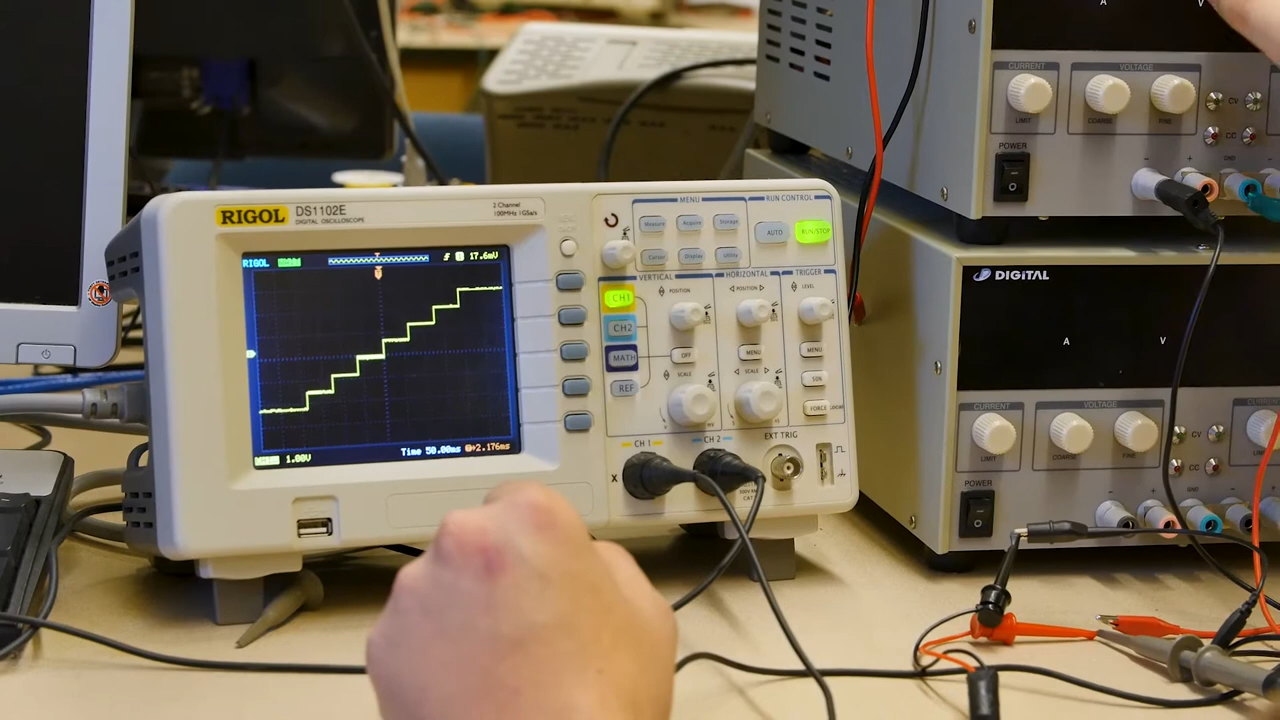 RIGOL DS1102E
DIGITAL OSCILLOSCOPE
2 Channel
100MHz 1GSa/s
RIGOL
17.6mV
1.00V
Time 50.00ms
2.176ms
MENU
RUN CONTROL
Measure Acquire Storage
Cursor Display Utility
AUTO
RUN/STOP
VERTICAL
HORIZONTAL
TRIGGER
POSITION
POSITION
LEVEL
CH1
CH2
MATH
REF
OFF
MENU
MENU
SCALE
SCALE
50%
FORCE
CH 1
CH 2
EXT TRIG
X
A
V
CURRENT
VOLTAGE
LIMIT
COARSE
FINE
CV
CC
POWER
GND
DIGITAL
A
V
CURRENT
VOLTAGE
CURRENT
LIMIT
COARSE
FINE
CV
CC
POWER
GND